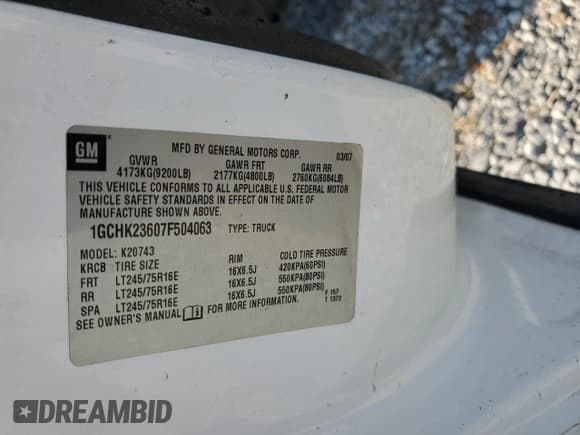 GM
MFD BY GENERAL MOTORS CORP. 03/07
GVWR GAWR FRT GAWR RR
4173KG(9200LB) 2177KG(4800LB) 2760KG(6084LB)
THIS VEHICLE CONFORMS TO ALL APPLICABLE U.S. FEDERAL MOTOR
VEHICLE SAFETY STANDARDS IN EFFECT ON THE DATE OF
MANUFACTURE SHOWN ABOVE.
1GCHK23607F504063 TYPE: TRUCK
MODEL: K20743
KRCB TIRE SIZE RIM COLD TIRE PRESSURE
FRT LT245/75R16E 16X6.5J 420KPA(60PSI)
RR LT245/75R16E 16X6.5J 550KPA(80PSI)
SPA LT245/75R16E 16X6.5J 550KPA(80PSI)
SEE OWNER'S MANUAL FOR MORE INFORMATION.
F 157
T 1372
DREAMBID